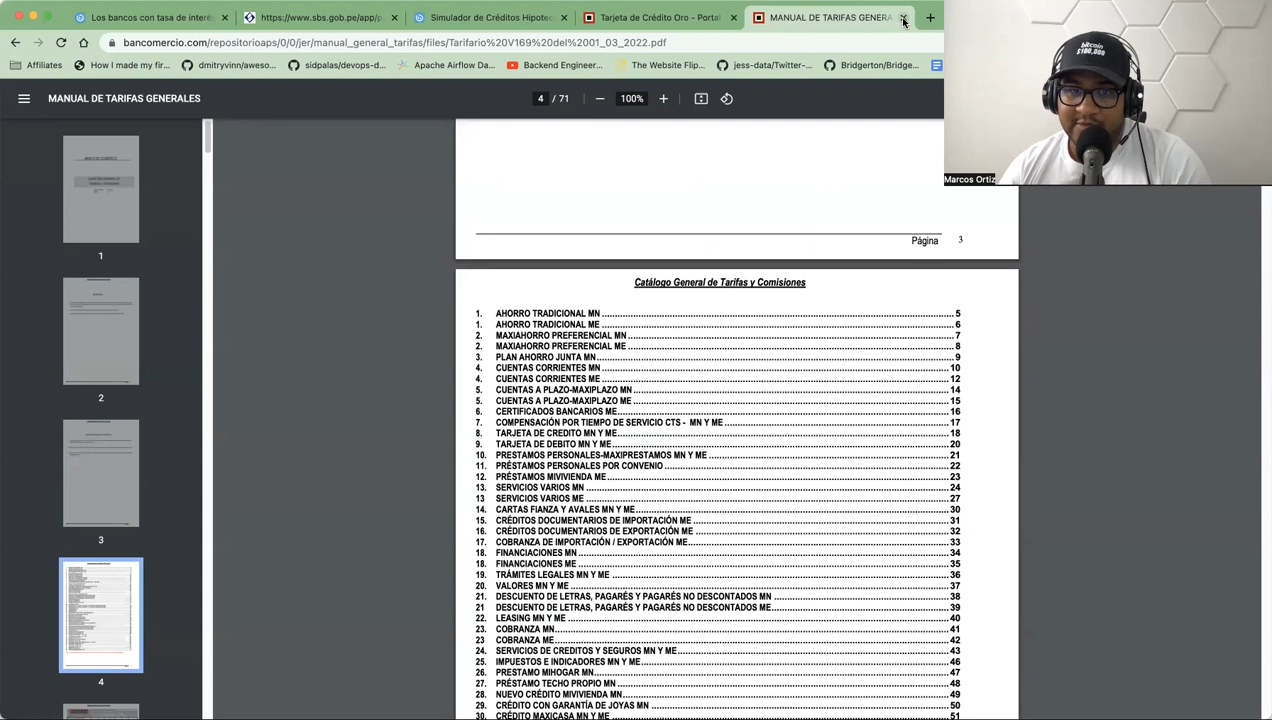 Los bancos con tasa de interés
https://www.sbs.gob.pe/app/p
Simulador de Créditos Hipotec
Tarjeta de Crédito Oro - Portal
MANUAL DE TARIFAS GENERA
bancomercio.com/repositorioaps/0/0/jer/manual_general_tarifas/files/Tarifario%20V169%20del%2001_03_2022.pdf
Affiliates
How I made my fir...
dmitryvinn/aweso...
sidpalas/devops-d...
Apache Airflow Da...
Backend Engineer...
The Website Flip...
jess-data/Twitter-...
Bridgerton/Bridge...
MANUAL DE TARIFAS GENERALES
4 / 71
100%
bitcoin
$100,000
Marcos Ortiz
1
2
3
4
Página 3
Catálogo General de Tarifas y Comisiones
1. AHORRO TRADICIONAL MN 5
1. AHORRO TRADICIONAL ME 6
2. MAXIAHORRO PREFERENCIAL MN 7
2. MAXIAHORRO PREFERENCIAL ME 8
3. PLAN AHORRO JUNTA MN 9
4. CUENTAS CORRIENTES MN 10
4. CUENTAS CORRIENTES ME 12
5. CUENTAS A PLAZO-MAXIPLAZO MN 14
5. CUENTAS A PLAZO-MAXIPLAZO ME 15
6. CERTIFICADOS BANCARIOS ME 16
7. COMPENSACIÓN POR TIEMPO DE SERVICIO CTS - MN Y ME 17
8. TARJETA DE CREDITO MN Y ME 18
9. TARJETA DE DEBITO MN Y ME 20
10. PRESTAMOS PERSONALES-MAXIPRESTAMOS MN Y ME 21
11. PRÉSTAMOS PERSONALES POR CONVENIO 22
12. PRÉSTAMOS MIVIVIENDA ME 23
13. SERVICIOS VARIOS MN 24
13 SERVICIOS VARIOS ME 27
14. CARTAS FIANZA Y AVALES MN Y ME 30
15. CRÉDITOS DOCUMENTARIOS DE IMPORTACIÓN ME 31
16. CRÉDITOS DOCUMENTARIOS DE EXPORTACIÓN ME 32
17. COBRANZA DE IMPORTACIÓN / EXPORTACIÓN ME 33
18. FINANCIACIONES MN 34
18. FINANCIACIONES ME 35
19. TRÁMITES LEGALES MN Y ME 36
20. VALORES MN Y ME 37
21. DESCUENTO DE LETRAS, PAGARÉS Y PAGARÉS NO DESCONTADOS MN 38
21 DESCUENTO DE LETRAS, PAGARÉS Y PAGARÉS NO DESCONTADOS ME 39
22. LEASING MN Y ME 40
23. COBRANZA MN 41
23 COBRANZA ME 42
24. SERVICIOS DE CREDITOS Y SEGUROS MN Y ME 43
25. IMPUESTOS E INDICADORES MN Y ME 46
26. PRESTAMO MIHOGAR MN 47
27. PRÉSTAMO TECHO PROPIO MN 48
28. NUEVO CRÉDITO MIVIVIENDA MN 49
29. CRÉDITO CON GARANTÍA DE JOYAS MN 50
30. CRÉDITO MAXICASA MN Y ME 51